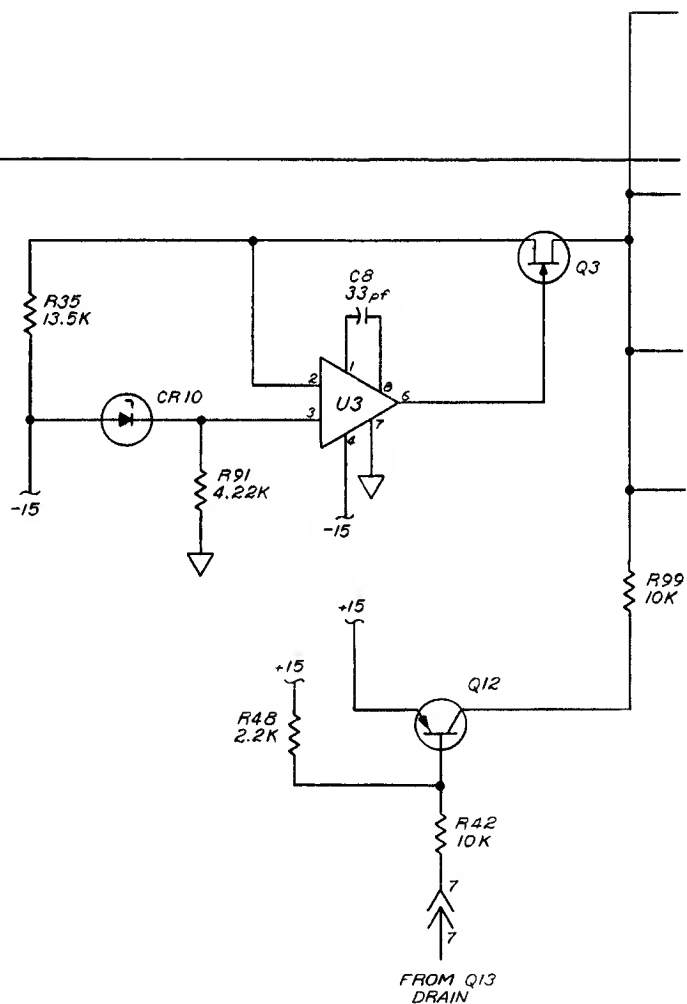 Q3
C8
33pf
R35
13.5K
1
8
CR10
2
U3
6
3
7
4
R91
4.22K
-15
-15
R99
10K
+15
+15
Q12
R48
2.2K
R42
10K
7
7
FROM Q13
DRAIN